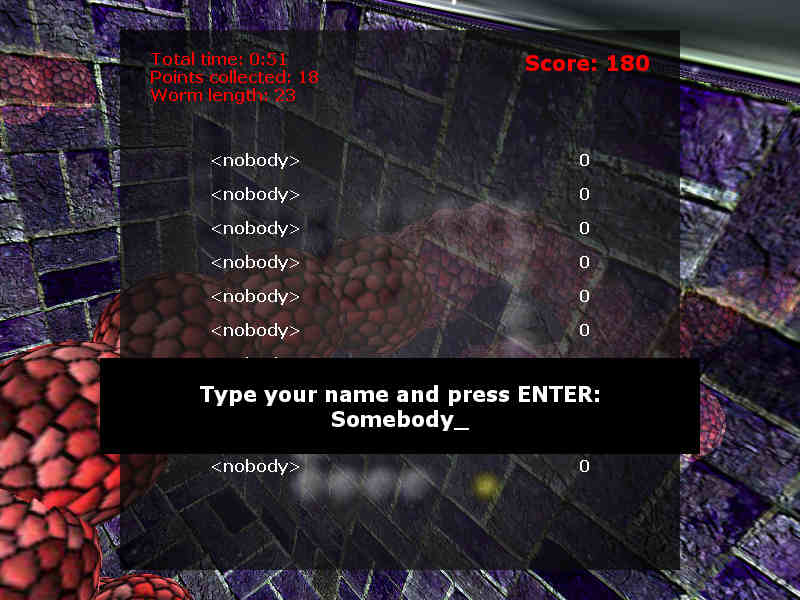 Total time: 0:51
Points collected: 18
Worm length: 23
Score: 180
<nobody> 0
<nobody> 0
<nobody> 0
<nobody> 0
<nobody> 0
<nobody> 0
Type your name and press ENTER:
Somebody_
<nobody> 0